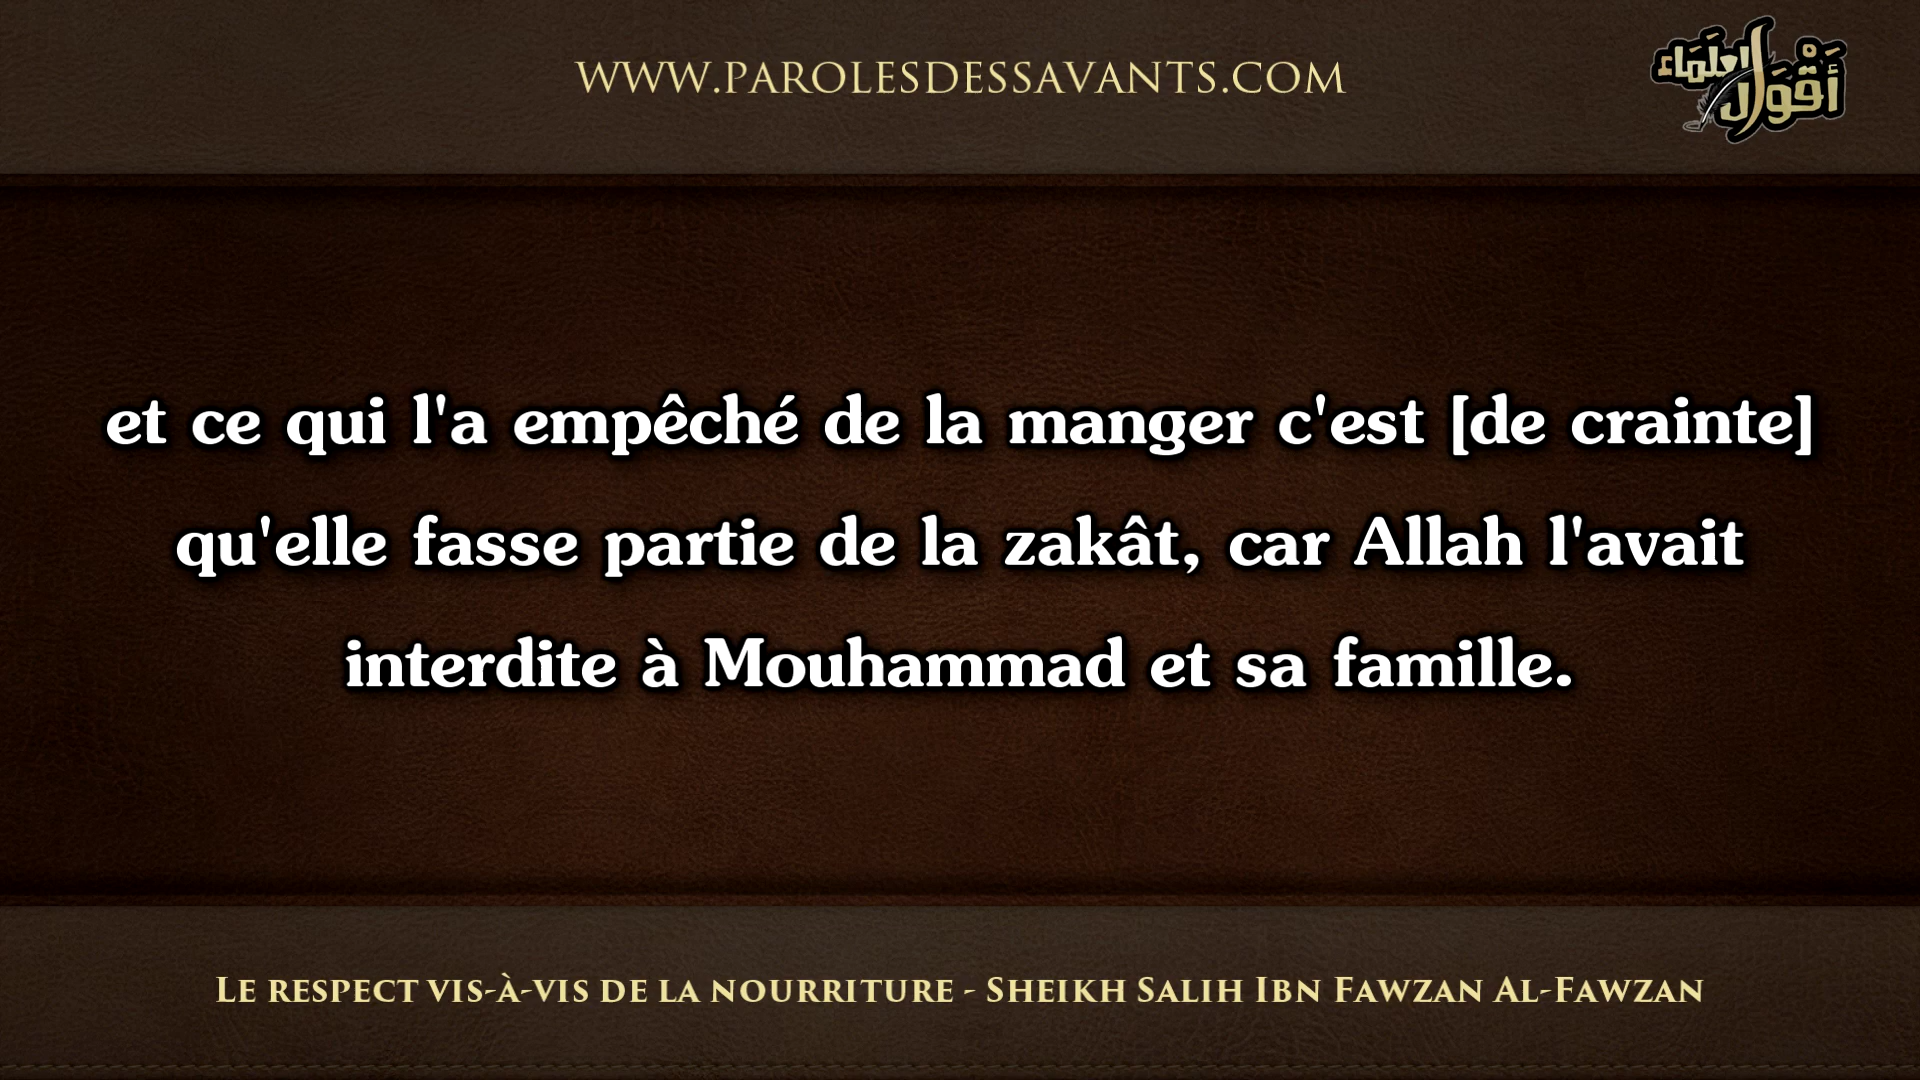 WWW.PAROLESDESSAVANTS.COM
أقوال العلماء
et ce qui l'a empêché de la manger c'est [de crainte]
qu'elle fasse partie de la zakât, car Allah l'avait
interdite à Mouhammad et sa famille.
Le respect vis-à-vis de la nourriture - Sheikh Salih Ibn Fawzan Al-Fawzan